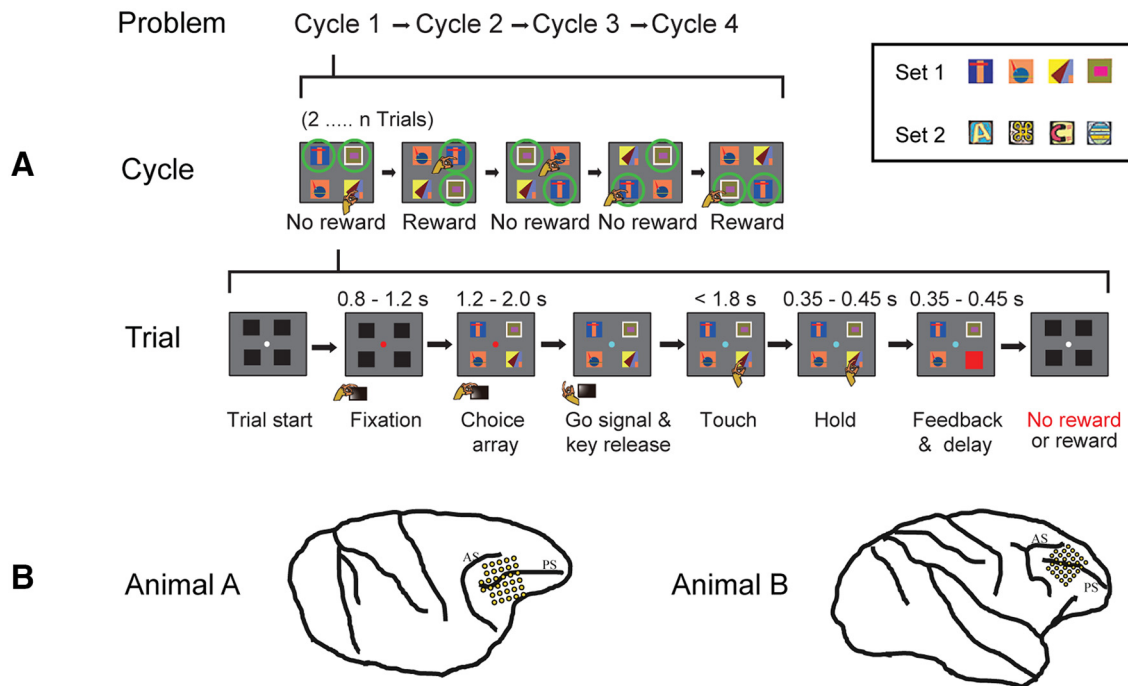 Problem Cycle 1 → Cycle 2 → Cycle 3 → Cycle 4
Set 1
Set 2
A
(2 ..... n Trials)
Cycle
No reward Reward No reward No reward Reward
0.8 - 1.2 s 1.2 - 2.0 s < 1.8 s 0.35 - 0.45 s 0.35 - 0.45 s
Trial
Trial start Fixation Choice array Go signal & key release Touch Hold Feedback & delay No reward or reward
B
Animal A
AS
PS
Animal B
AS
PS